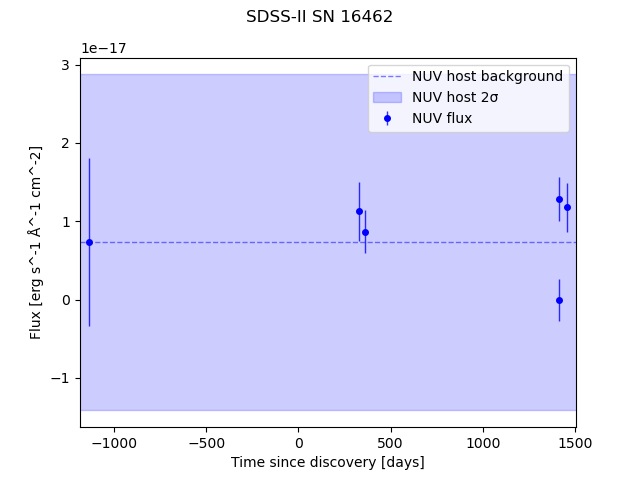 SDSS-II SN 16462
1e−17
NUV host background
NUV host 2σ
NUV flux
3
2
1
0
−1
Flux [erg s^-1 Å^-1 cm^-2]
−1000
−500
0
500
1000
1500
Time since discovery [days]